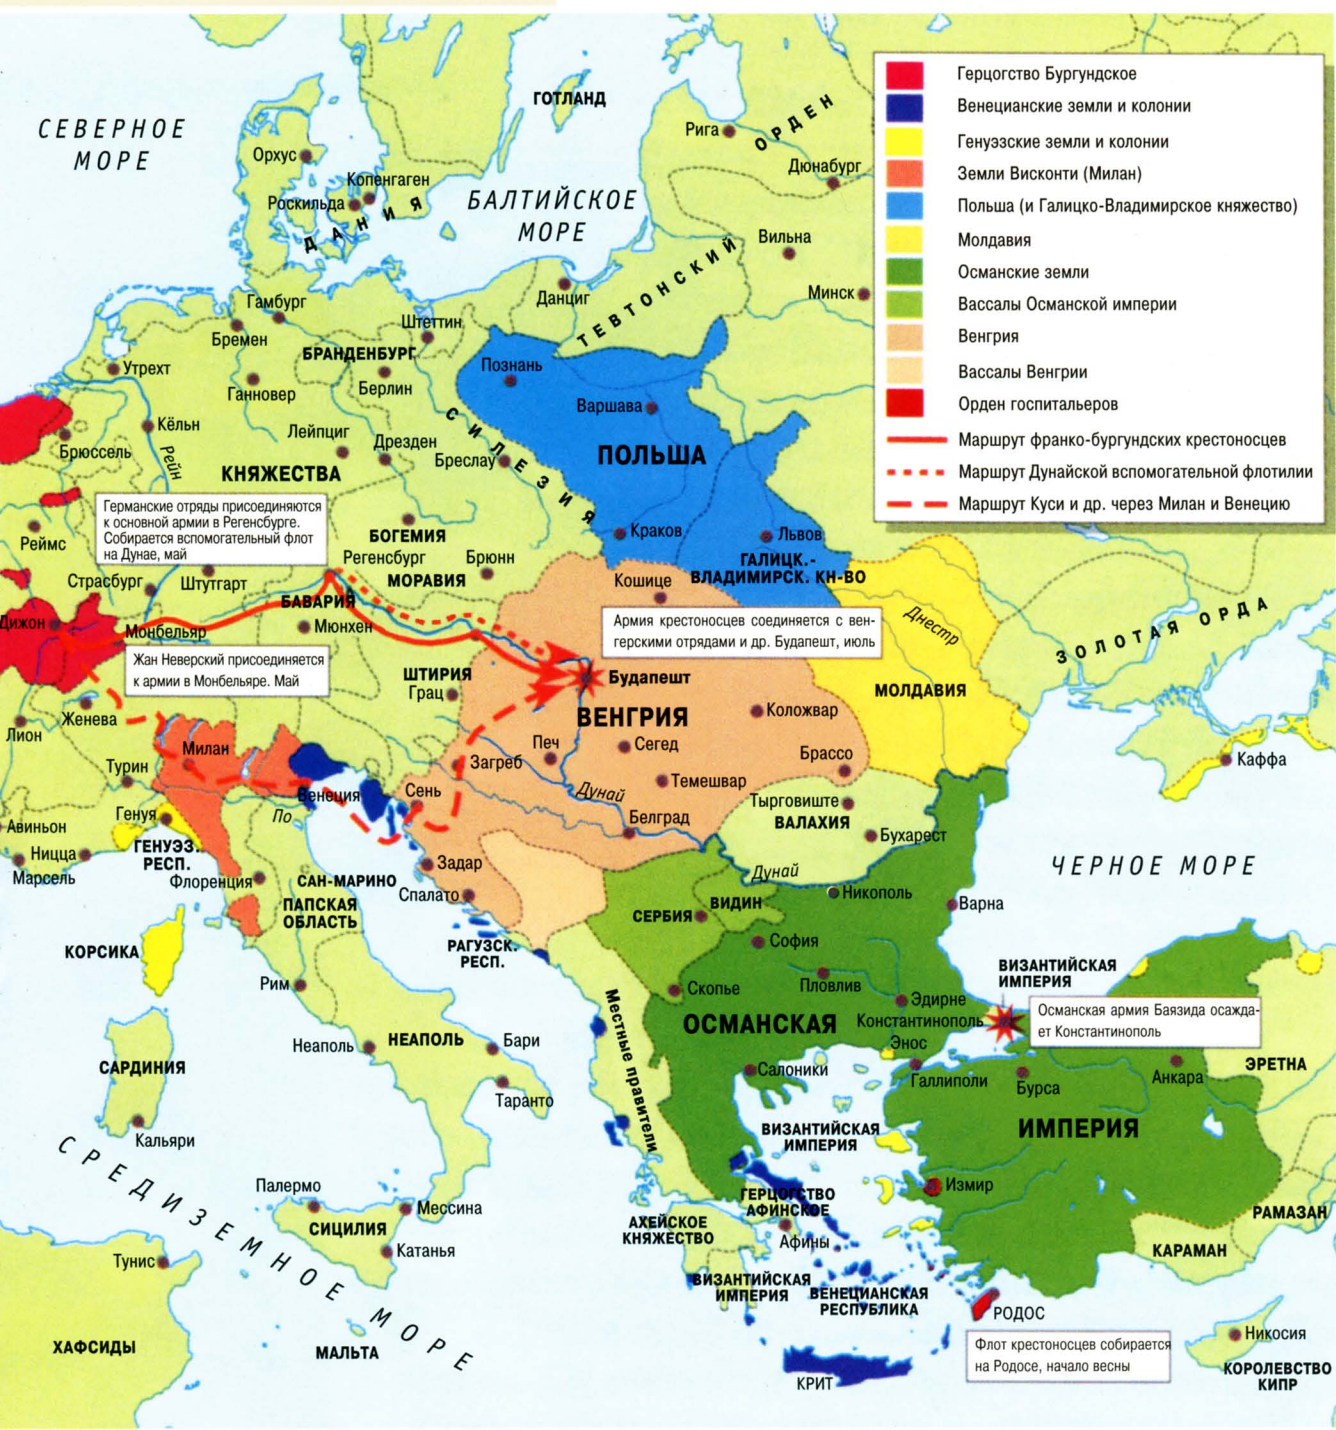 СЕВЕРНОЕ
МОРЕ
ГОТЛАНД
БАЛТИЙСКОЕ
МОРЕ
ДАНИЯ
Орхус
Копенгаген
Роскильда
Рига
ОРДЕН
Дюнабург
Вильна
Минск
ТЕВТОНСКИЙ
Данциг
Герцогство Бургундское
Венецианские земли и колонии
Генуэзские земли и колонии
Земли Висконти (Милан)
Польша (и Галицко-Владимирское княжество)
Молдавия
Османские земли
Вассалы Османской империи
Венгрия
Вассалы Венгрии
Орден госпитальеров
Маршрут франко-бургундских крестоносцев
Маршрут Дунайской вспомогательной флотилии
Маршрут Куси и др. через Милан и Венецию
Гамбург
Бремен
Штеттин
БРАНДЕНБУРГ
Берлин
Ганновер
Утрехт
Кёльн
Рейн
Брюссель
Лейпциг
Дрезден
Бреслау
СИЛЕЗИЯ
КНЯЖЕСТВА
Познань
Варшава
ПОЛЬША
Краков
Львов
ГАЛИЦК.-
ВЛАДИМИРСК. КН-ВО
Германские отряды присоединяются
к основной армии в Регенсбурге.
Собирается вспомогательный флот
на Дунае, май
Реймс
Страсбург
Штутгарт
БОГЕМИЯ
Регенсбург
Брюнн
МОРАВИЯ
БАВАРИЯ
Мюнхен
Дижон
Монбельяр
Жан Неверский присоединяется
к армии в Монбельяре. Май
Кошице
Армия крестоносцев соединяется с вен-
герскими отрядами и др. Будапешт, июль
Днестр
ЗОЛОТАЯ ОРДА
МОЛДАВИЯ
ШТИРИЯ
Грац
Будапешт
ВЕНГРИЯ
Коложвар
Сегед
Печ
Загреб
Темешвар
Брассо
Дунай
Белград
Сень
Женева
Лион
Милан
Турин
Венеция
По
Генуя
ГЕНУЭЗ.
РЕСП.
Авиньон
Ницца
Марсель
Флоренция
САН-МАРИНО
ПАПСКАЯ
ОБЛАСТЬ
Задар
Спалато
РАГУЗСК.
РЕСП.
Тырговиште
ВАЛАХИЯ
Бухарест
Дунай
Никополь
Варна
Каффа
ЧЕРНОЕ МОРЕ
СЕРБИЯ
ВИДИН
София
Скопье
Пловлив
Эдирне
Константинополь
Энос
ВИЗАНТИЙСКАЯ
ИМПЕРИЯ
Османская армия Баязида осажда-
ет Константинополь
ОСМАНСКАЯ
ИМПЕРИЯ
Салоники
Галлиполи
Бурса
Анкара
ЭРЕТНА
КОРСИКА
Рим
САРДИНИЯ
Кальяри
Неаполь
НЕАПОЛЬ
Бари
Таранто
Местные правители
ВИЗАНТИЙСКАЯ
ИМПЕРИЯ
ГЕРЦОГСТВО
АФИНСКОЕ
Афины
АХЕЙСКОЕ
КНЯЖЕСТВО
ВИЗАНТИЙСКАЯ
ИМПЕРИЯ
ВЕНЕЦИАНСКАЯ
РЕСПУБЛИКА
Измир
РАМАЗАН
КАРАМАН
РОДОС
Флот крестоносцев собирается
на Родосе, начало весны
Никосия
КОРОЛЕВСТВО
КИПР
КРИТ
СРЕДИЗЕМНОЕ МОРЕ
Палермо
Мессина
СИЦИЛИЯ
Катанья
Тунис
ХАФСИДЫ
МАЛЬТА